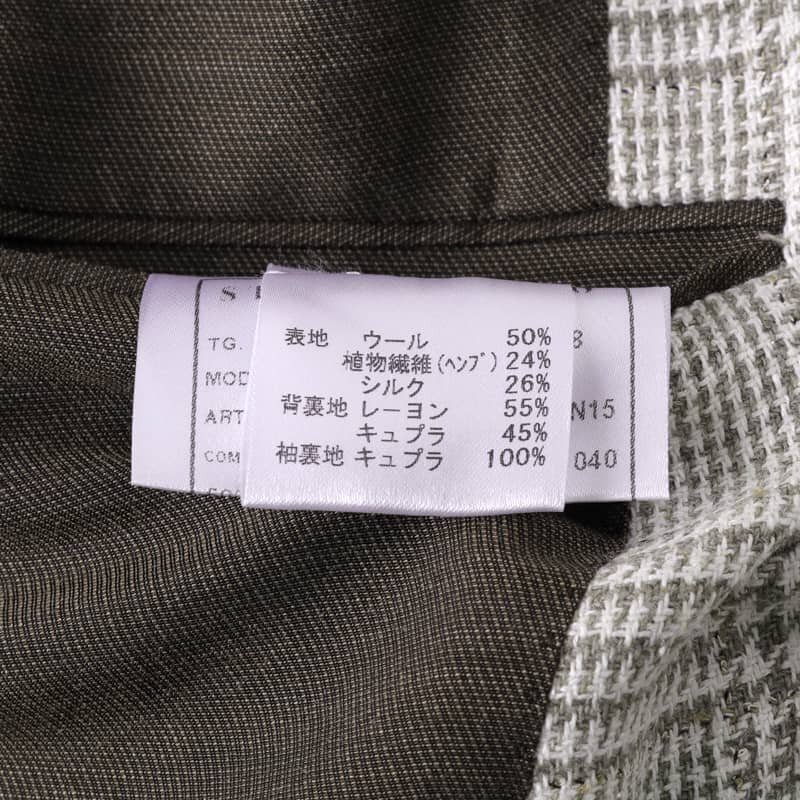 表地 ウール 50%
植物繊維(ヘンプ) 24%
シルク 26%
背裏地 レーヨン 55%
キュプラ 45%
袖裏地 キュプラ 100%
TG.
MOD
ART
COM
8
N15
040